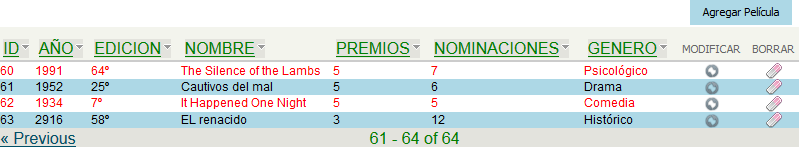 Agregar Película
ID AÑO EDICION NOMBRE PREMIOS NOMINACIONES GENERO MODIFICAR BORRAR
60 1991 64º The Silence of the Lambs 5 7 Psicológico
61 1952 25º Cautivos del mal 5 6 Drama
62 1934 7º It Happened One Night 5 5 Comedia
63 2916 58º EL renacido 3 12 Histórico
« Previous 61 - 64 of 64